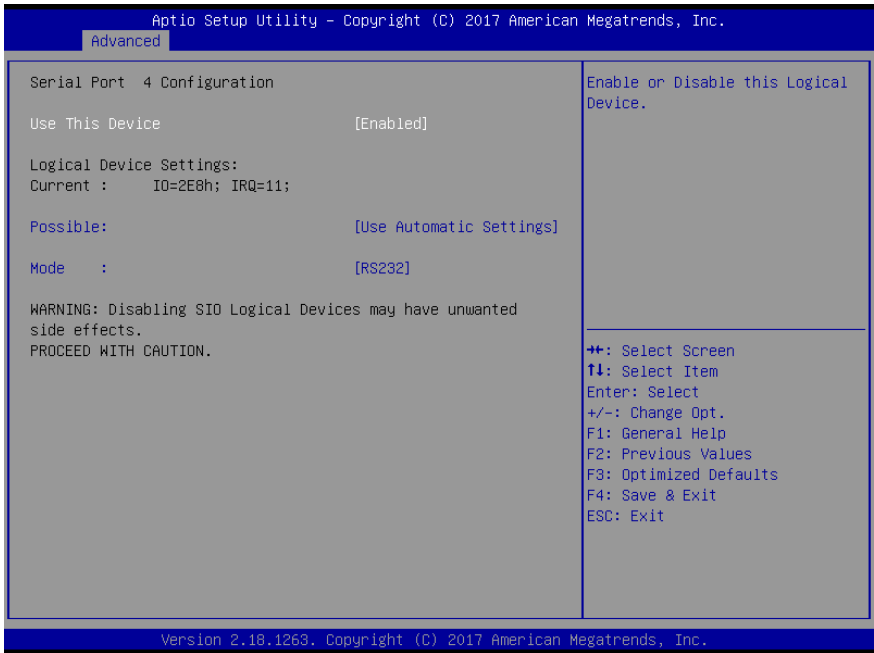 Aptio Setup Utility – Copyright (C) 2017 American Megatrends, Inc.
Advanced
Serial Port  4 Configuration
Use This Device [Enabled]
Logical Device Settings:
Current :     IO=2E8h; IRQ=11;
Possible: [Use Automatic Settings]
Mode    : [RS232]
WARNING: Disabling SIO Logical Devices may have unwanted
side effects.
PROCEED WITH CAUTION.
Enable or Disable this Logical
Device.
→←: Select Screen
↑↓: Select Item
Enter: Select
+/-: Change Opt.
F1: General Help
F2: Previous Values
F3: Optimized Defaults
F4: Save & Exit
ESC: Exit
Version 2.18.1263. Copyright (C) 2017 American Megatrends, Inc.